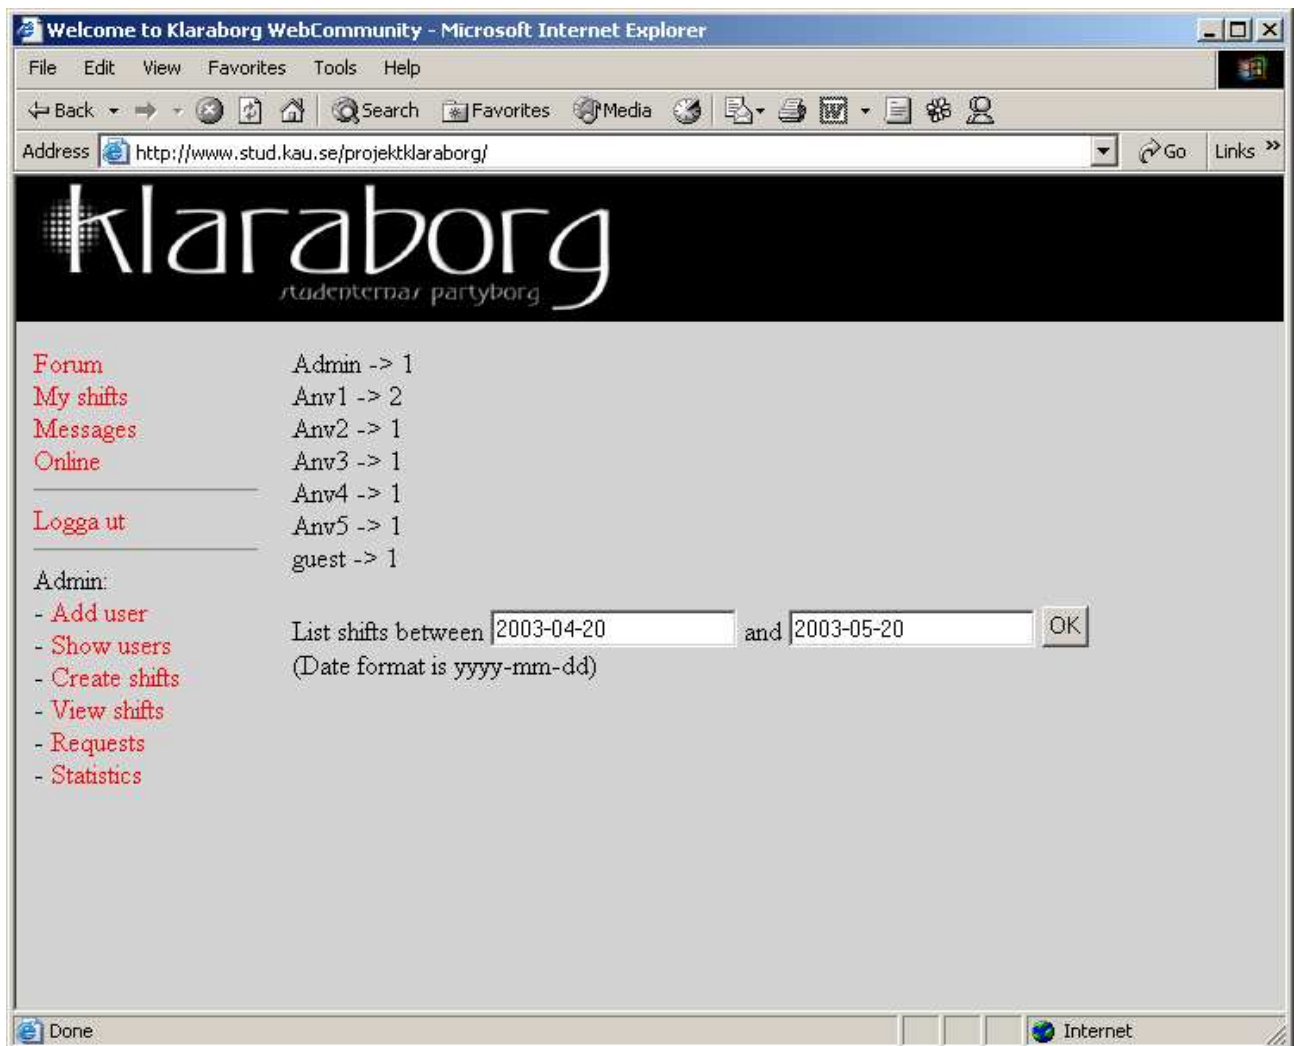 Welcome to Klaraborg WebCommunity - Microsoft Internet Explorer
File Edit View Favorites Tools Help
Back Search Favorites Media
Address http://www.stud.kau.se/projektklaraborg/ Go Links »
klaraborg
studenternas partyborg
Forum
My shifts
Messages
Online
Logga ut
Admin:
- Add user
- Show users
- Create shifts
- View shifts
- Requests
- Statistics
Admin -> 1
Anv1 -> 2
Anv2 -> 1
Anv3 -> 1
Anv4 -> 1
Anv5 -> 1
guest -> 1
List shifts between 2003-04-20 and 2003-05-20 OK
(Date format is yyyy-mm-dd)
Done Internet